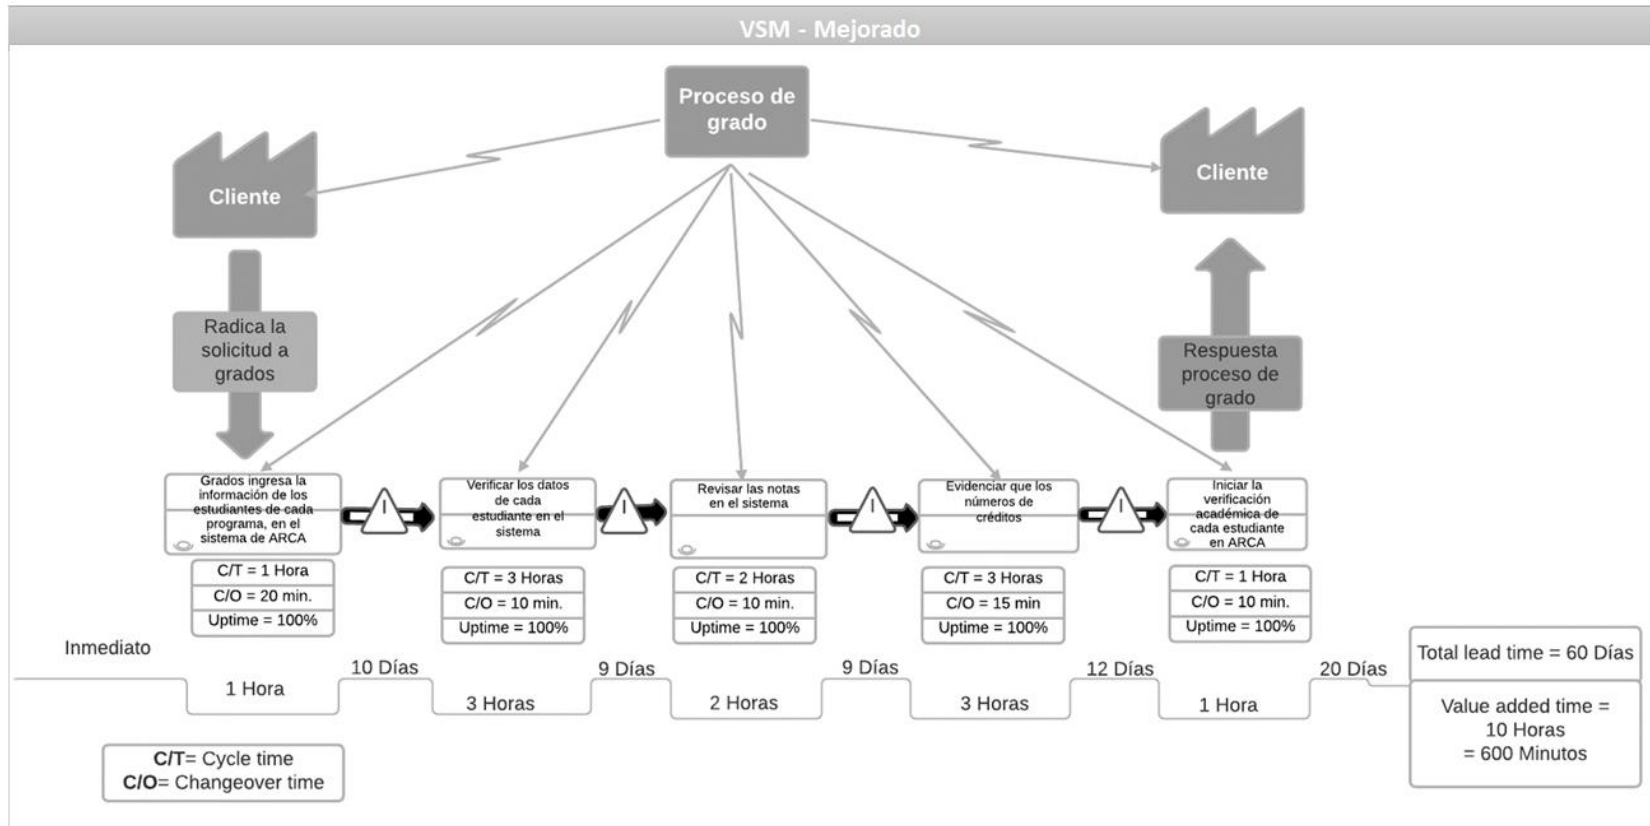 VSM - Mejorado
Proceso de
grado
Cliente
Cliente
Radica la
solicitud a
grados
Respuesta
proceso de
grado
Grados ingresa la
información de los
estudiantes de cada
programa, en el
sistema de ARCA
Verificar los datos
de cada
estudiante en el
sistema
Revisar las notas
en el sistema
Evidenciar que los
números de
créditos
Iniciar la
verificación
académica de
cada estudiante
en ARCA
I
I
I
I
C/T = 1 Hora
C/O = 20 min.
Uptime = 100%
C/T = 3 Horas
C/O = 10 min.
Uptime = 100%
C/T = 2 Horas
C/O = 10 min.
Uptime = 100%
C/T = 3 Horas
C/O = 15 min
Uptime = 100%
C/T = 1 Hora
C/O = 10 min.
Uptime = 100%
Inmediato
1 Hora
10 Días
3 Horas
9 Días
2 Horas
9 Días
3 Horas
12 Días
1 Hora
20 Días
Total lead time = 60 Días
Value added time =
10 Horas
= 600 Minutos
C/T= Cycle time
C/O= Changeover time